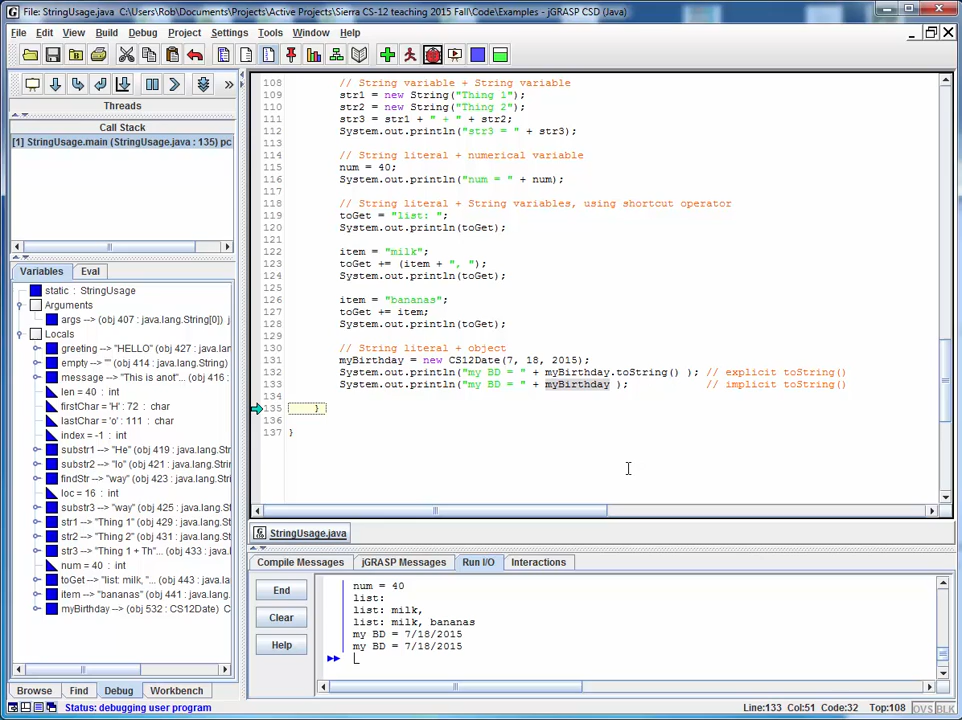 File: StringUsage.java  C:\Users\Rob\Documents\Projects\Active Projects\Sierra CS-12 teaching 2015 Fall\Code\Examples - jGRASP CSD (Java)
File Edit View Build Debug Project Settings Tools Window Help
Threads
Call Stack
[1] StringUsage.main (StringUsage.java : 135) pc
Variables Eval
static : StringUsage
Arguments
args --> (obj 407 : java.lang.String[0])
Locals
greeting --> "HELLO" (obj 427 : java.l
empty --> "" (obj 414 : java.lang.Strin
message --> "This is anot" (obj 416 :
len = 40 : int
firstChar = 'H' : 72 : char
lastChar = 'o' : 111 : char
index = -1 : int
substr1 --> "He" (obj 419 : java.lang.
substr2 --> "lo" (obj 421 : java.lang.S
findStr --> "way" (obj 423 : java.lang.
loc = 16 : int
substr3 --> "way" (obj 425 : java.lang
str1 --> "Thing 1" (obj 429 : java.lang
str2 --> "Thing 2" (obj 431 : java.lang
str3 --> "Thing 1 + Th" (obj 433 : java
num = 40 : int
toGet --> "list: milk, "... (obj 443 : java
item --> "bananas" (obj 441 : java.lan
myBirthday --> (obj 532 : CS12Date) C
Browse Find Debug Workbench
108 // String variable + String variable
109 str1 = new String("Thing 1");
110 str2 = new String("Thing 2");
111 str3 = str1 + " + " + str2;
112 System.out.println("str3 = " + str3);
113
114 // String literal + numerical variable
115 num = 40;
116 System.out.println("num = " + num);
117
118 // String literal + String variables, using shortcut operator
119 toGet = "list: ";
120 System.out.println(toGet);
121
122 item = "milk";
123 toGet += (item + ", ");
124 System.out.println(toGet);
125
126 item = "bananas";
127 toGet += item;
128 System.out.println(toGet);
129
130 // String literal + object
131 myBirthday = new CS12Date(7, 18, 2015);
132 System.out.println("my BD = " + myBirthday.toString() ); // explicit toString()
133 System.out.println("my BD = " + myBirthday ); // implicit toString()
134
135 }
136
137 }
StringUsage.java
Compile Messages jGRASP Messages Run I/O Interactions
End
Clear
Help
num = 40
list:
list: milk,
list: milk, bananas
my BD = 7/18/2015
my BD = 7/18/2015
Status: debugging user program
Line:133 Col:51 Code:32 Top:108 OVS BLK